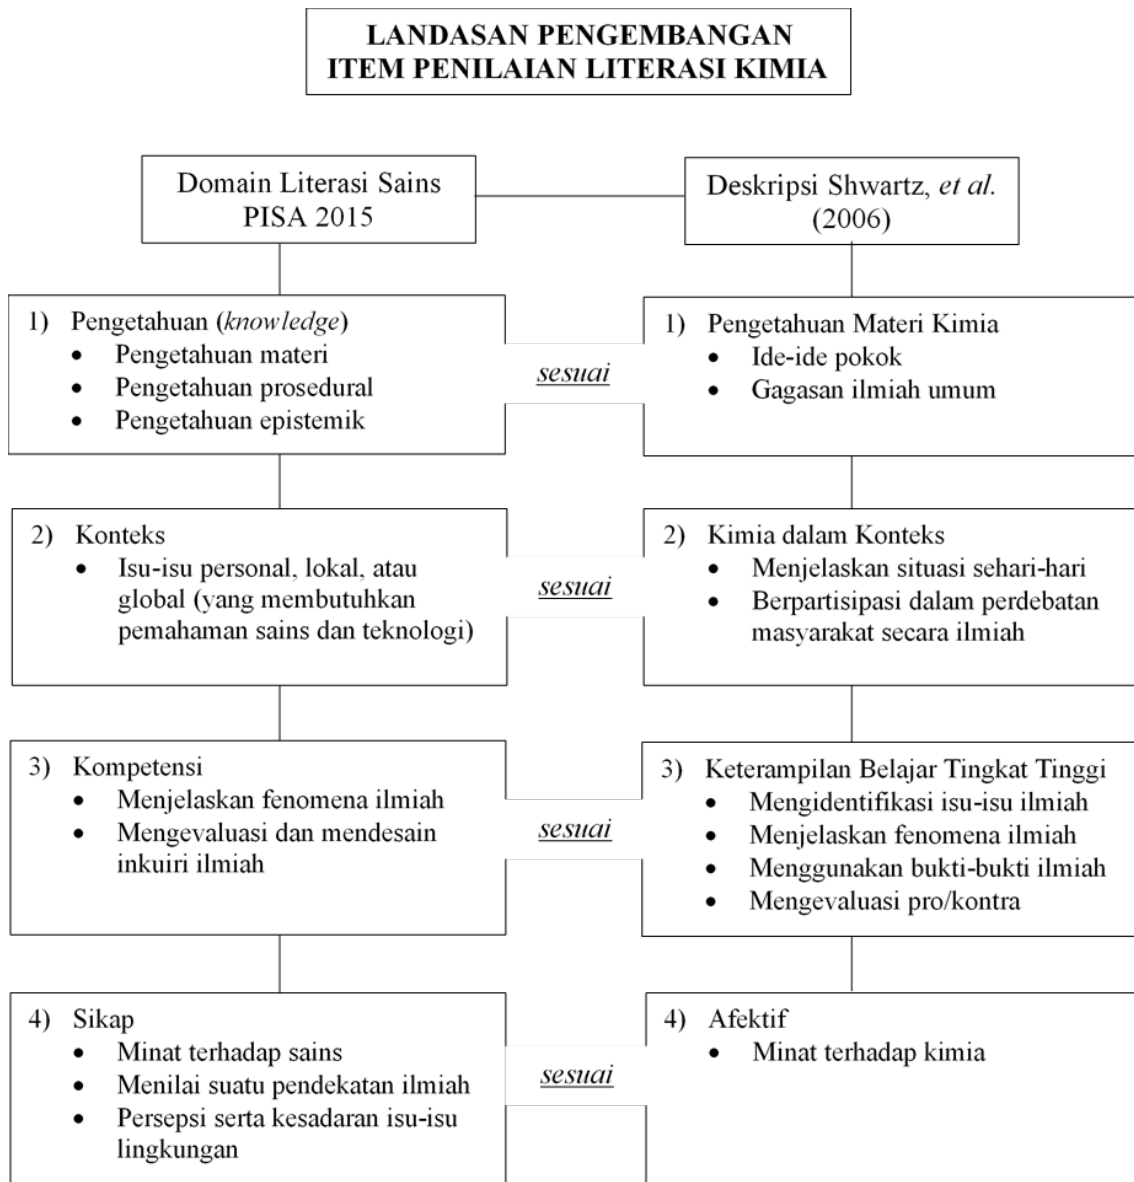 LANDASAN PENGEMBANGAN
ITEM PENILAIAN LITERASI KIMIA
Domain Literasi Sains
PISA 2015
Deskripsi Shwartz, et al.
(2006)
1) Pengetahuan (knowledge)
• Pengetahuan materi
• Pengetahuan prosedural
• Pengetahuan epistemik
sesuai
1) Pengetahuan Materi Kimia
• Ide-ide pokok
• Gagasan ilmiah umum
2) Konteks
• Isu-isu personal, lokal, atau
global (yang membutuhkan
pemahaman sains dan teknologi)
sesuai
2) Kimia dalam Konteks
• Menjelaskan situasi sehari-hari
• Berpartisipasi dalam perdebatan
masyarakat secara ilmiah
3) Kompetensi
• Menjelaskan fenomena ilmiah
• Mengevaluasi dan mendesain
inkuiri ilmiah
sesuai
3) Keterampilan Belajar Tingkat Tinggi
• Mengidentifikasi isu-isu ilmiah
• Menjelaskan fenomena ilmiah
• Menggunakan bukti-bukti ilmiah
• Mengevaluasi pro/kontra
4) Sikap
• Minat terhadap sains
• Menilai suatu pendekatan ilmiah
• Persepsi serta kesadaran isu-isu
lingkungan
sesuai
4) Afektif
• Minat terhadap kimia